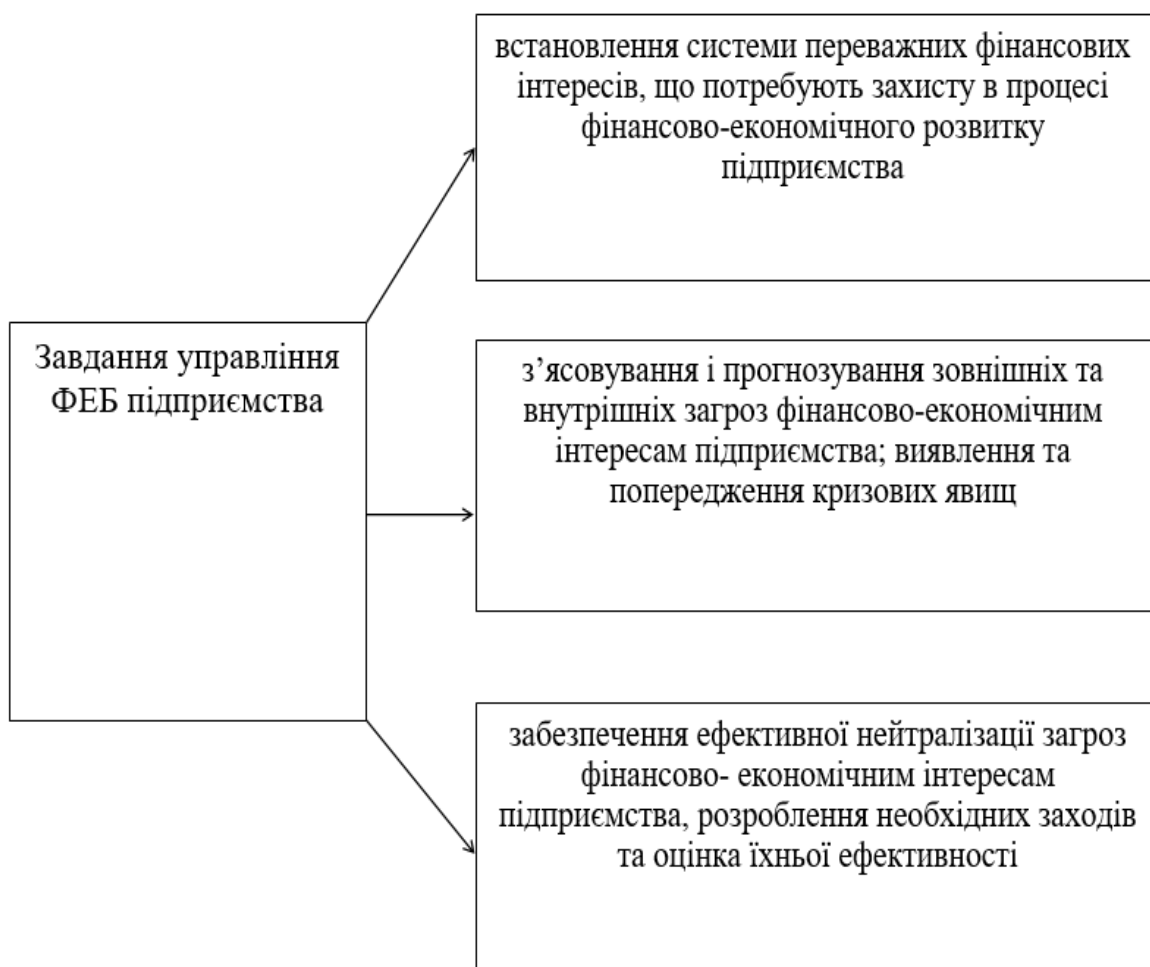 встановлення системи переважних фінансових
інтересів, що потребують захисту в процесі
фінансово-економічного розвитку
підприємства
Завдання управління
ФЕБ підприємства
з’ясовування і прогнозування зовнішніх та
внутрішніх загроз фінансово-економічним
інтересам підприємства; виявлення та
попередження кризових явищ
забезпечення ефективної нейтралізації загроз
фінансово- економічним інтересам
підприємства, розроблення необхідних заходів
та оцінка їхньої ефективності